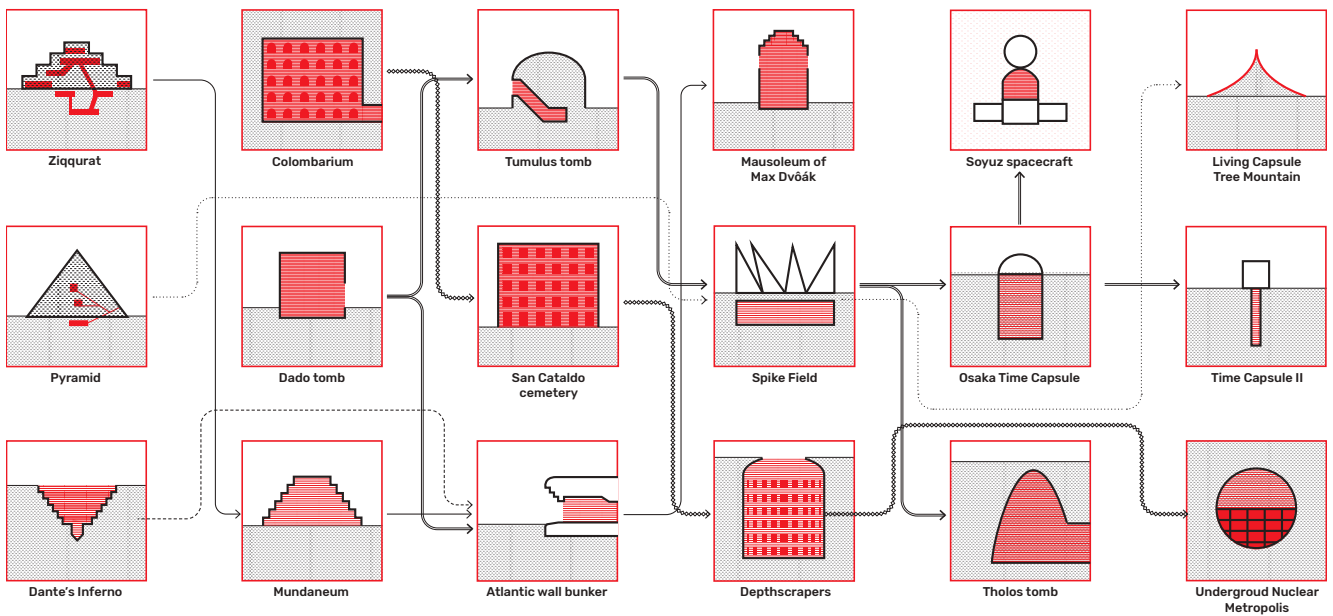 Ziqqurat
Colombarium
Tumulus tomb
Mausoleum of
Max Dvôák
Soyuz spacecraft
Living Capsule
Tree Mountain
Pyramid
Dado tomb
San Cataldo
cemetery
Spike Field
Osaka Time Capsule
Time Capsule II
Dante's Inferno
Mundaneum
Atlantic wall bunker
Depthscrapers
Tholos tomb
Undergroud Nuclear
Metropolis